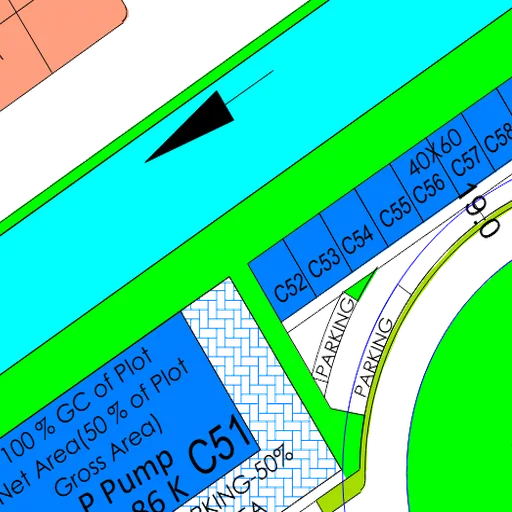 40X60
C52
C53
C54
C55
C56
C57
C58
19.0
PARKING
PARKING
100 % GC of Plot
Net Area(50 % of Plot
Gross Area)
C51
P Pump
86 K
RKING-50%